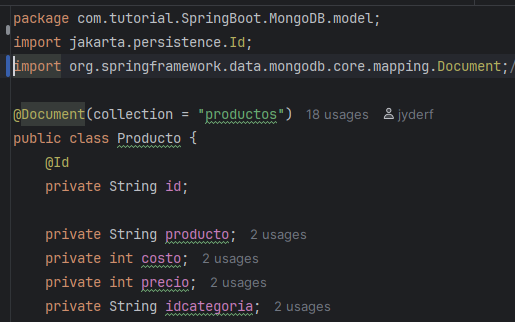 package com.tutorial.SpringBoot.MongoDB.model;
import jakarta.persistence.Id;
import org.springframework.data.mongodb.core.mapping.Document;/
@Document(collection = "productos") 18 usages jyderf
public class Producto {
@Id
private String id;
private String producto; 2 usages
private int costo; 2 usages
private int precio; 2 usages
private String idcategoria; 2 usages